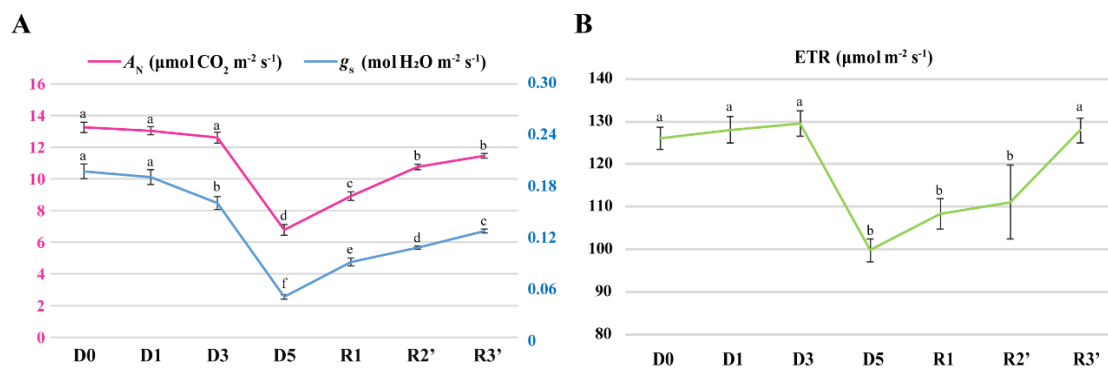 A
A_N (μmol CO₂ m⁻² s⁻¹) g_s (mol H₂O m⁻² s⁻¹)
16
14
12
10
8
6
4
2
0
0.30
0.24
0.18
0.12
0.06
0
a
a
a
d
c
b
b
a
a
b
f
e
d
c
D0 D1 D3 D5 R1 R2’ R3’
B
ETR (μmol m⁻² s⁻¹)
140
130
120
110
100
90
80
a
a
a
b
b
b
a
D0 D1 D3 D5 R1 R2’ R3’